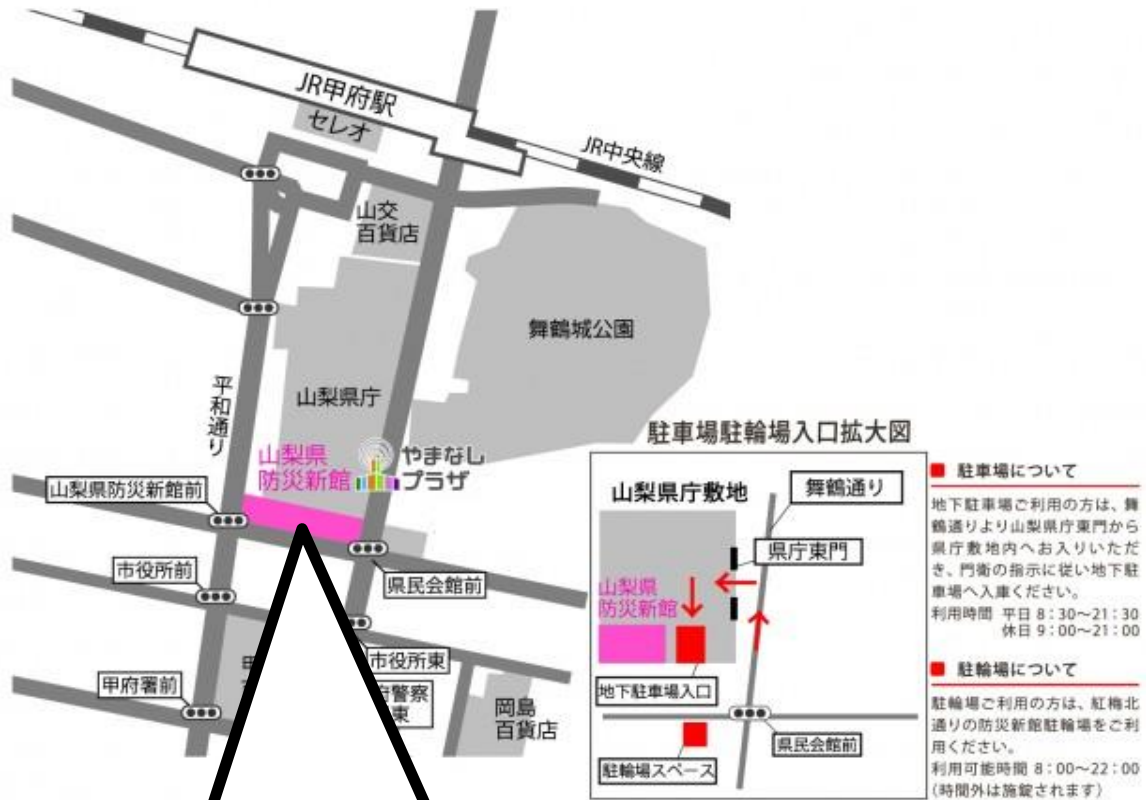 JR甲府駅
セレオ
JR中央線
山交
百貨店
舞鶴城公園
山梨県庁
平和通り
山梨県
防災新館
やまなし
プラザ
山梨県防災新館前
市役所前
県民会館前
市役所東
甲府署前
岡島
百貨店
駐車場駐輪場入口拡大図
山梨県庁敷地
舞鶴通り
県庁東門
山梨県
防災新館
地下駐車場入口
県民会館前
駐輪場スペース
■ 駐車場について
地下駐車場ご利用の方は、舞
鶴通りより山梨県庁東門から
県庁敷地内へお入りいただ
き、門衛の指示に従い地下駐
車場へ入庫ください。
利用時間 平日 8:30～21:30
休日 9:00～21:00
■ 駐輪場について
駐輪場ご利用の方は、紅梅北
通りの防災新館駐輪場をご利
用ください。
利用可能時間 8:00～22:00
(時間外は施錠されます)